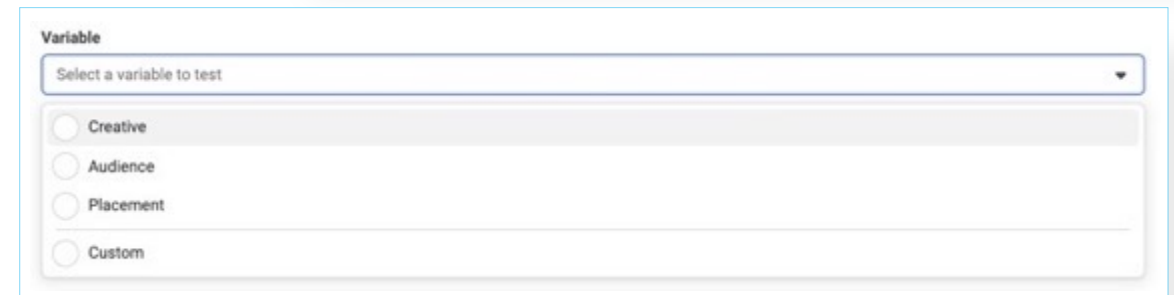 Variable
Select a variable to test
Creative
Audience
Placement
Custom